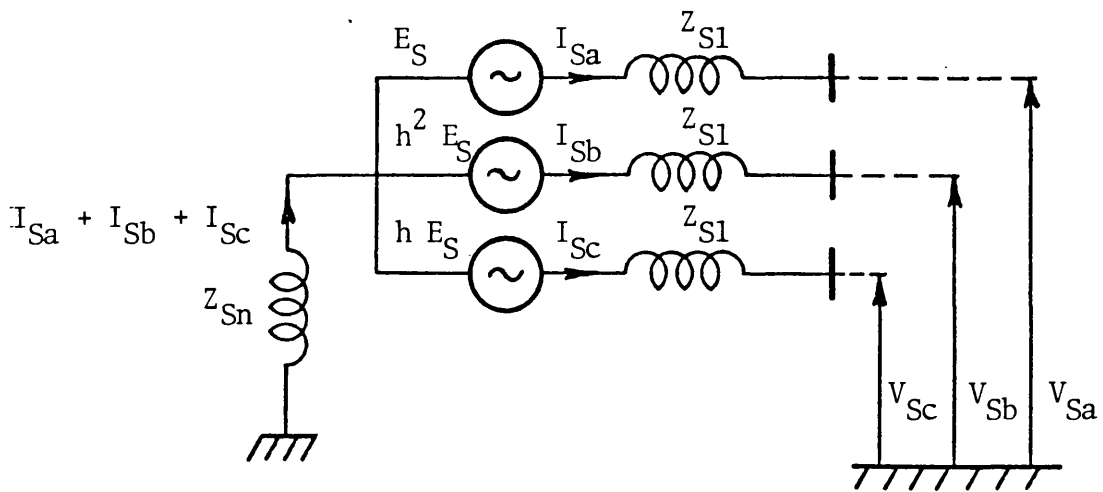 E_S I_Sa Z_S1
h^2 E_S I_Sb Z_S1
I_Sa + I_Sb + I_Sc
h E_S I_Sc Z_S1
Z_Sn
V_Sc V_Sb V_Sa